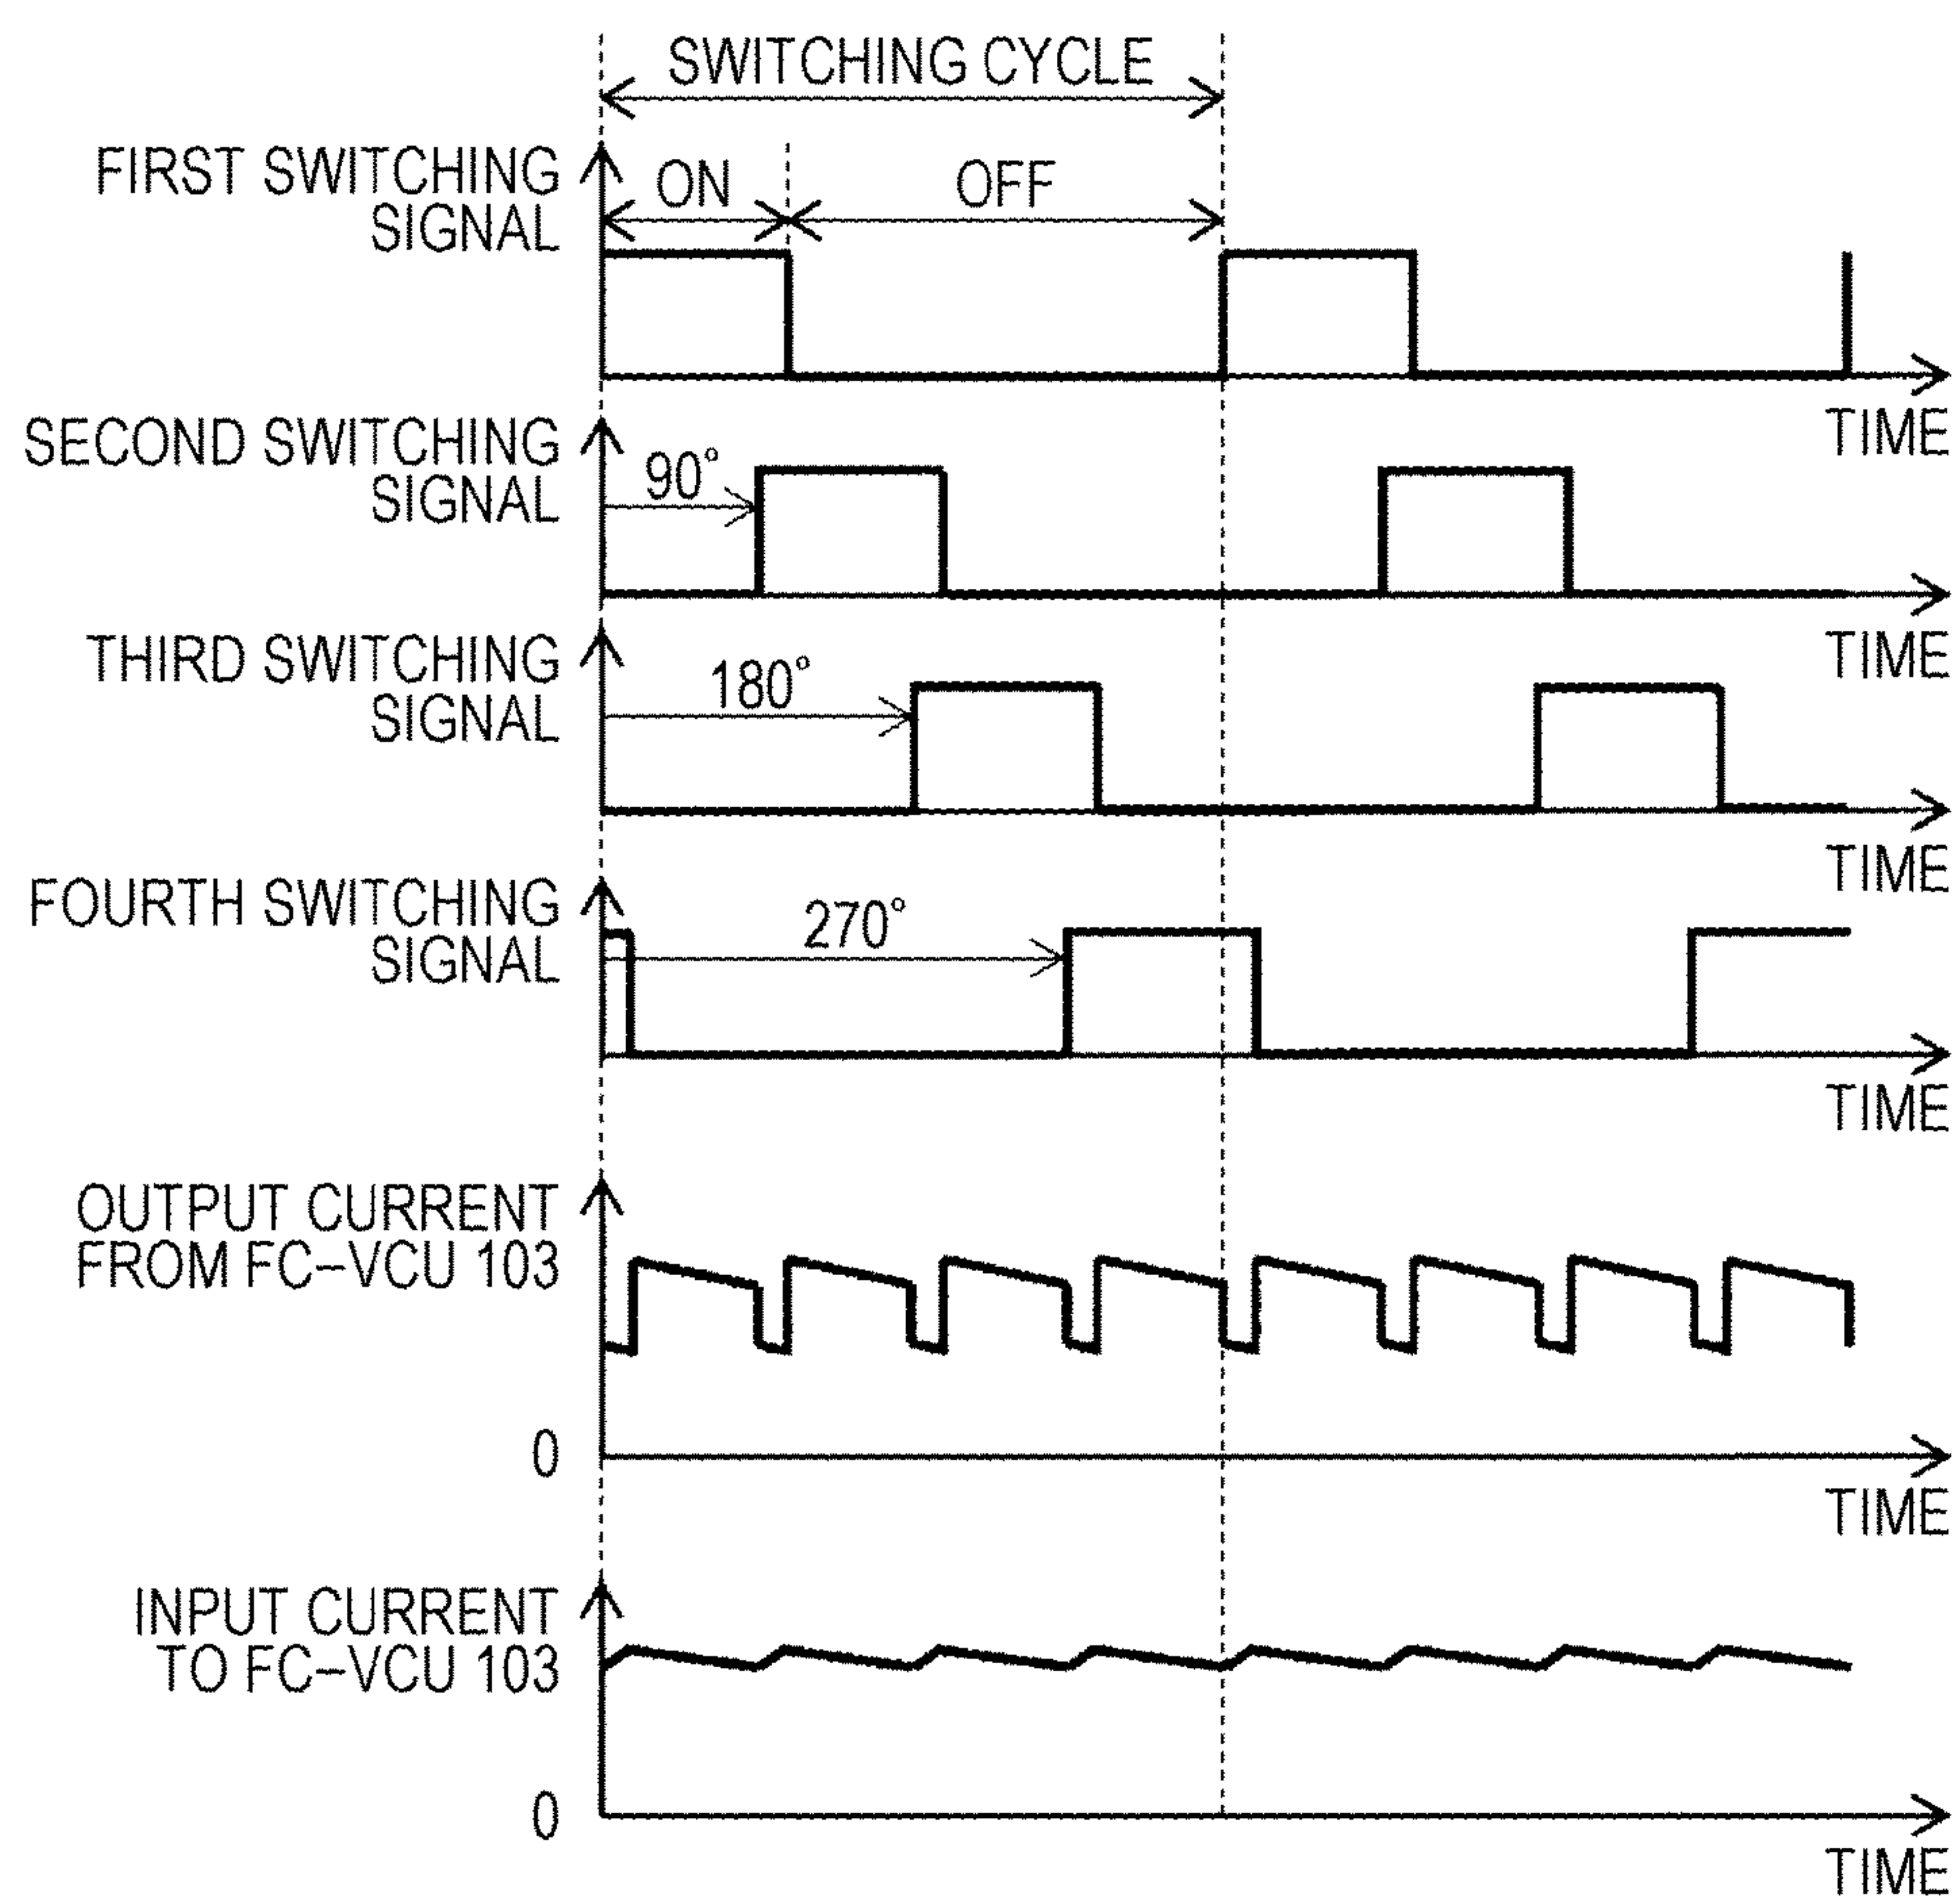 SWITCHING CYCLE
FIRST SWITCHING
SIGNAL
ON
OFF
TIME
SECOND SWITCHING
SIGNAL
90°
TIME
THIRD SWITCHING
SIGNAL
180°
TIME
FOURTH SWITCHING
SIGNAL
270°
TIME
OUTPUT CURRENT
FROM FC-VCU 103
0
TIME
INPUT CURRENT
TO FC-VCU 103
0
TIME